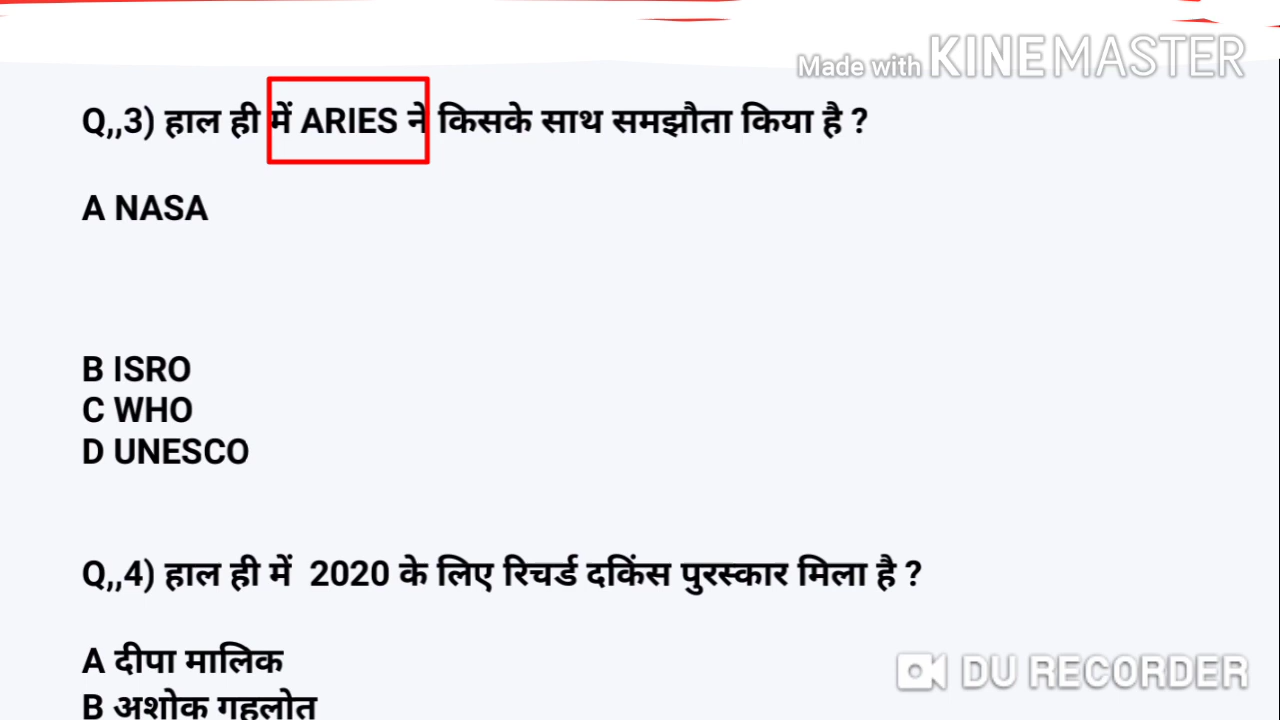 Made with KINEMASTER
Q,,3) हाल ही में ARIES ने किसके साथ समझौता किया है ?
A NASA
B ISRO
C WHO
D UNESCO
Q,,4) हाल ही में 2020 के लिए रिचर्ड दकिंस पुरस्कार मिला है ?
A दीपा मालिक
DU RECORDER
B अशोक गहलोत